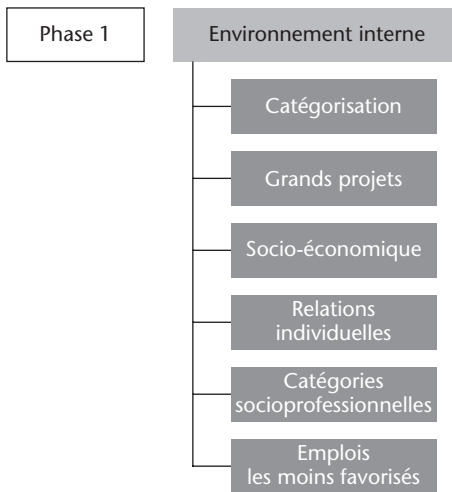 Phase 1
Environnement interne
Catégorisation
Grands projets
Socio-économique
Relations
individuelles
Catégories
socioprofessionnelles
Emplois
les moins favorisés